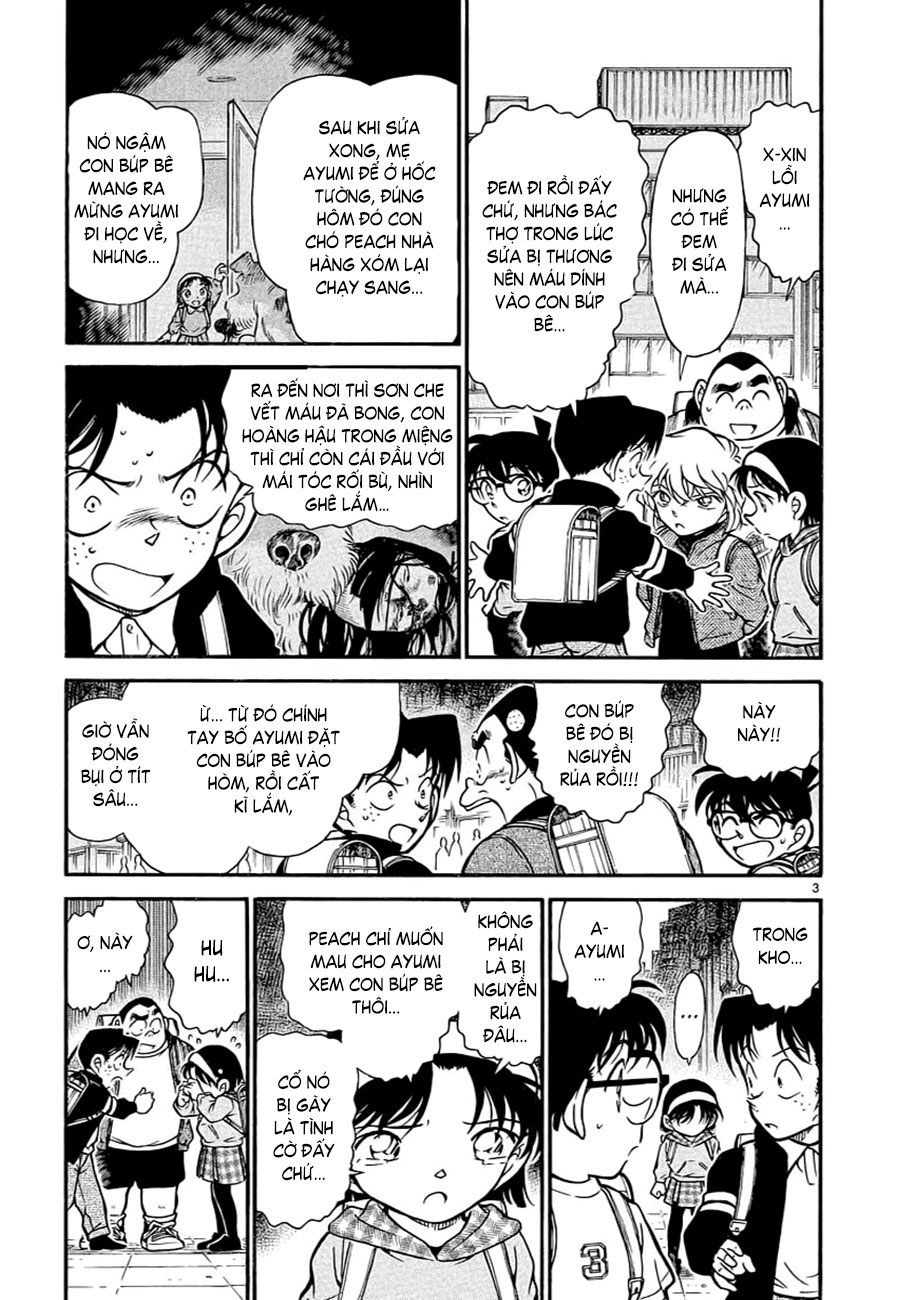 X-XIN
LỖI
AYUMI
...
NHƯNG
CÓ THỂ
ĐEM
ĐI SỬA
MÀ...
ĐEM ĐI RỒI ĐẤY
CHỨ, NHƯNG BÁC
THỢ TRONG LÚC
SỬA BỊ THƯƠNG
NÊN MÁU DÍNH
VÀO CON BÚP
BÊ...
SAU KHI SỬA
XONG, MẸ
AYUMI ĐỂ Ở HỐC
TƯỜNG, ĐÚNG
HÔM ĐÓ CON
CHÓ PEACH NHÀ
HÀNG XÓM LẠI
CHẠY SANG...
NÓ NGẬM
CON BÚP BÊ
MANG RA
MỪNG AYUMI
ĐI HỌC VỀ,
NHƯNG...
RA ĐẾN NƠI THÌ SƠN CHE
VẾT MÁU ĐÀ BONG, CON
HOÀNG HẬU TRONG MIỆNG
THÌ CHỈ CÒN CÁI ĐẦU VỚI
MÁI TÓC RỐI BÙ, NHÌN
GHÊ LẮM...
NÀY
NÀY!!
CON BÚP
BÊ ĐÓ BỊ
NGUYỀN
RỦA RỒI!!!
Ừ... TỪ ĐÓ CHÍNH
TAY BỐ AYUMI ĐẶT
CON BÚP BÊ VÀO
HÒM, RỒI CẤT
KĨ LẮM,
GIỜ VẪN
ĐÓNG
BỤI Ở TÍT
SÂU...
3
TRONG
KHO...
...
A-
AYUMI
...
KHÔNG
PHẢI
LÀ BỊ
NGUYỀN
RỦA
ĐÂU...
PEACH CHỈ MUỐN
MAU CHO AYUMI
XEM CON BÚP BÊ
THÔI...
CỔ NÓ
BỊ GÀY
LÀ TÌNH
CỜ ĐẤY
CHỨ...
3
HU
HU...
Ơ, NÀY
...